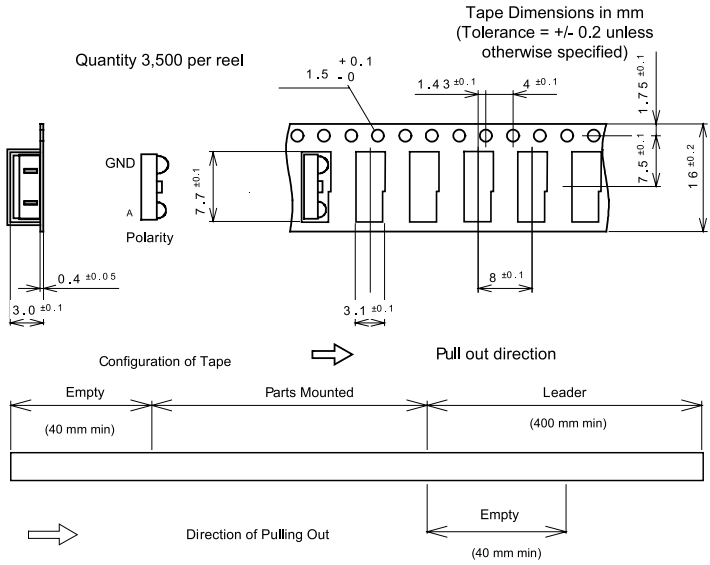 Tape Dimensions in mm
(Tolerance = +/- 0.2 unless
otherwise specified)
Quantity 3,500 per reel
1.5 +0.1 -0
1.43 ±0.1
4 ±0.1
1.75 ±0.1
GND
A
Polarity
7.7 ±0.1
7.5 ±0.1
16 ±0.2
0.4 ±0.05
3.0 ±0.1
3.1 ±0.1
8 ±0.1
Configuration of Tape
Pull out direction
Empty
Parts Mounted
Leader
(40 mm min)
(400 mm min)
Direction of Pulling Out
Empty
(40 mm min)